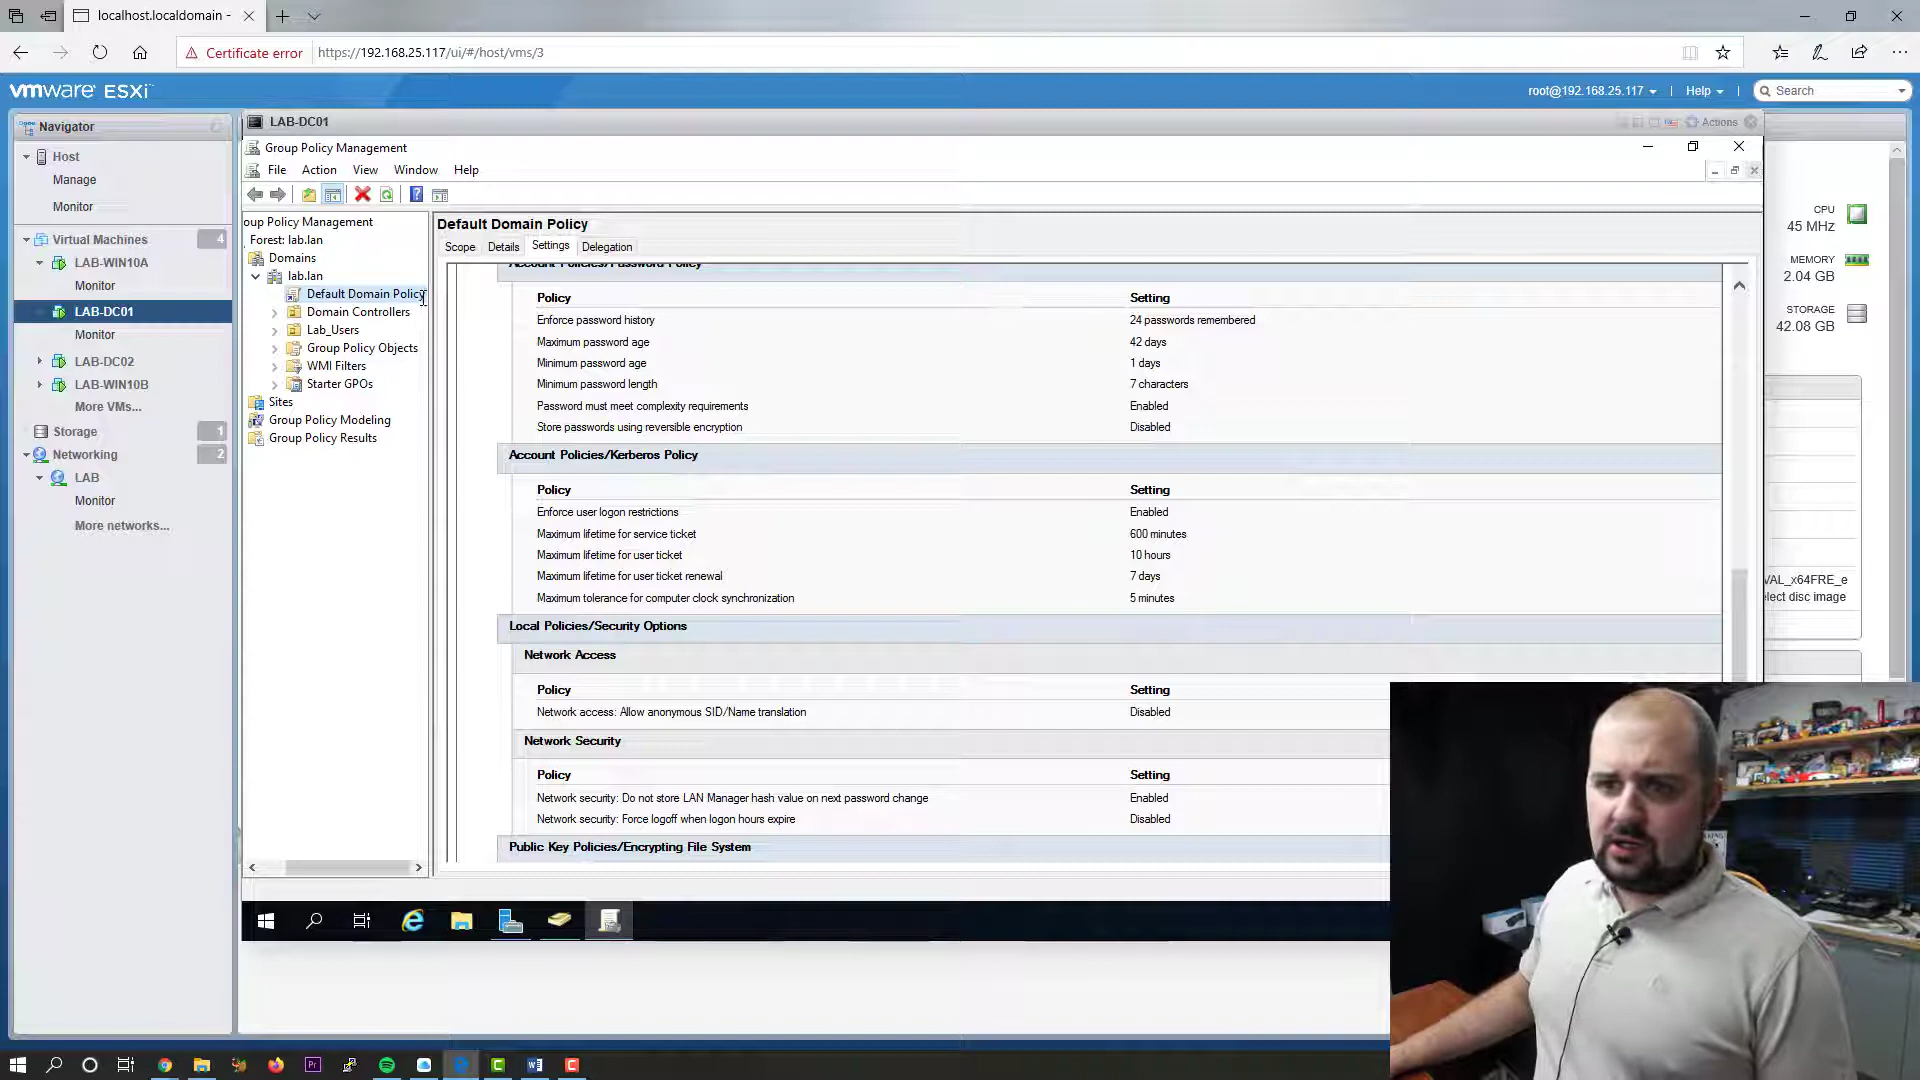 localhost.localdomain -
Certificate error https://192.168.25.117/ui/#/host/vms/3
vmware ESXi
root@192.168.25.117 | Help | Search
Navigator
Host
Manage
Monitor
Virtual Machines 4
LAB-WIN10A
Monitor
LAB-DC01
Monitor
LAB-DC02
LAB-WIN10B
More VMs...
Storage 1
Networking 2
LAB
Monitor
More networks...
LAB-DC01
Actions
Group Policy Management
File Action View Window Help
oup Policy Management
Forest: lab.lan
Domains
lab.lan
Default Domain Policy
Domain Controllers
Lab_Users
Group Policy Objects
WMI Filters
Starter GPOs
Sites
Group Policy Modeling
Group Policy Results
Default Domain Policy
Scope Details Settings Delegation
Account Policies/Password Policy
Policy Setting
Enforce password history 24 passwords remembered
Maximum password age 42 days
Minimum password age 1 days
Minimum password length 7 characters
Password must meet complexity requirements Enabled
Store passwords using reversible encryption Disabled
Account Policies/Kerberos Policy
Policy Setting
Enforce user logon restrictions Enabled
Maximum lifetime for service ticket 600 minutes
Maximum lifetime for user ticket 10 hours
Maximum lifetime for user ticket renewal 7 days
Maximum tolerance for computer clock synchronization 5 minutes
Local Policies/Security Options
Network Access
Policy Setting
Network access: Allow anonymous SID/Name translation Disabled
Network Security
Policy Setting
Network security: Do not store LAN Manager hash value on next password change Enabled
Network security: Force logoff when logon hours expire Disabled
Public Key Policies/Encrypting File System
CPU
45 MHz
MEMORY
2.04 GB
STORAGE
42.08 GB
VAL_x64FRE_e
elect disc image